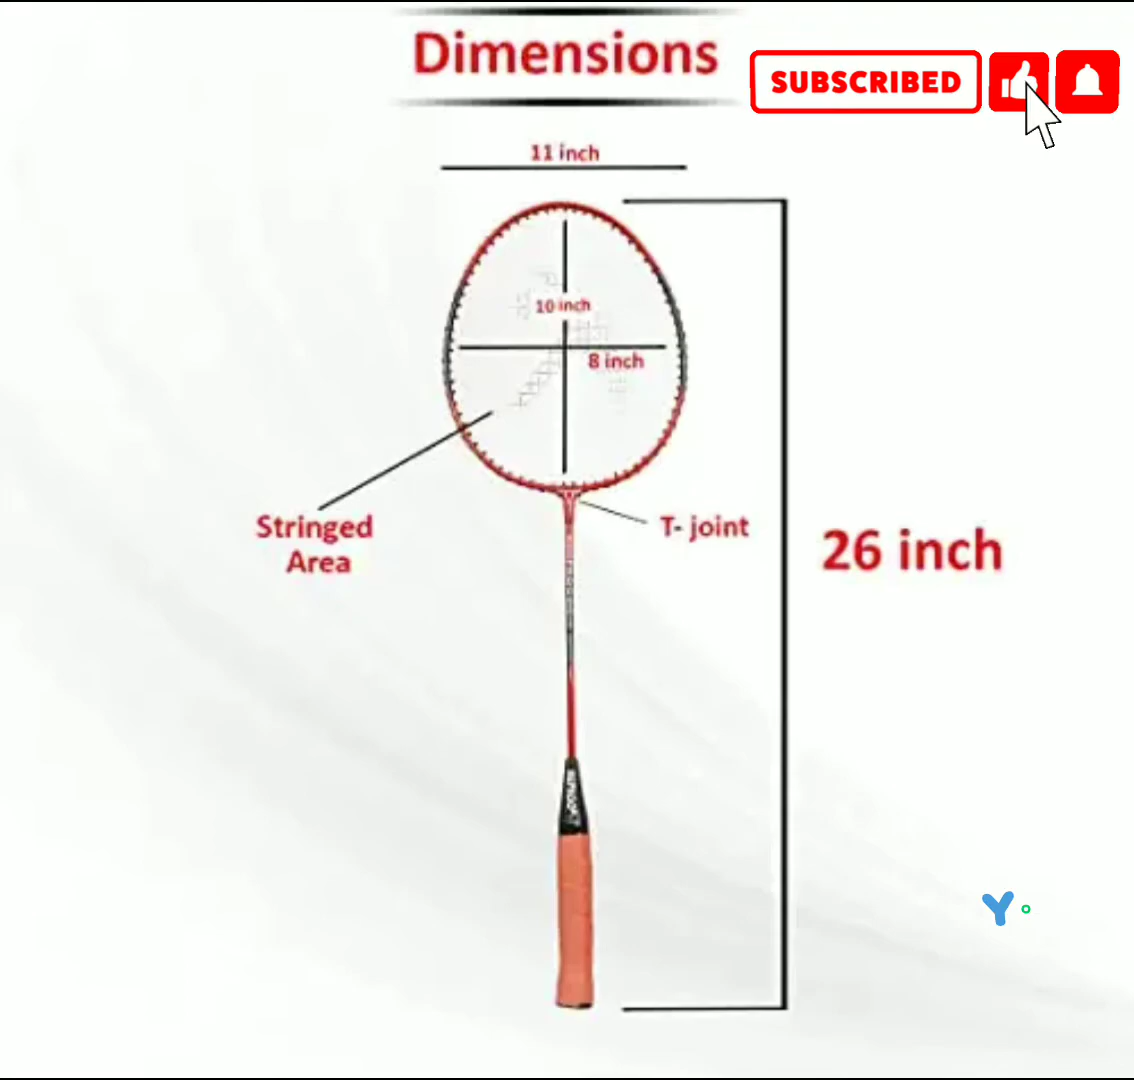 Dimensions
SUBSCRIBED
11 inch
10 inch
8 inch
Stringed
Area
T- joint
26 inch
Y